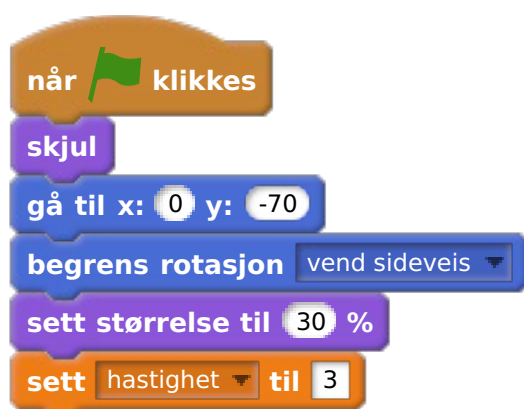 når klikkes
skjul
gå til x: 0 y: -70
begrens rotasjon vend sideveis
sett størrelse til 30 %
sett hastighet til 3